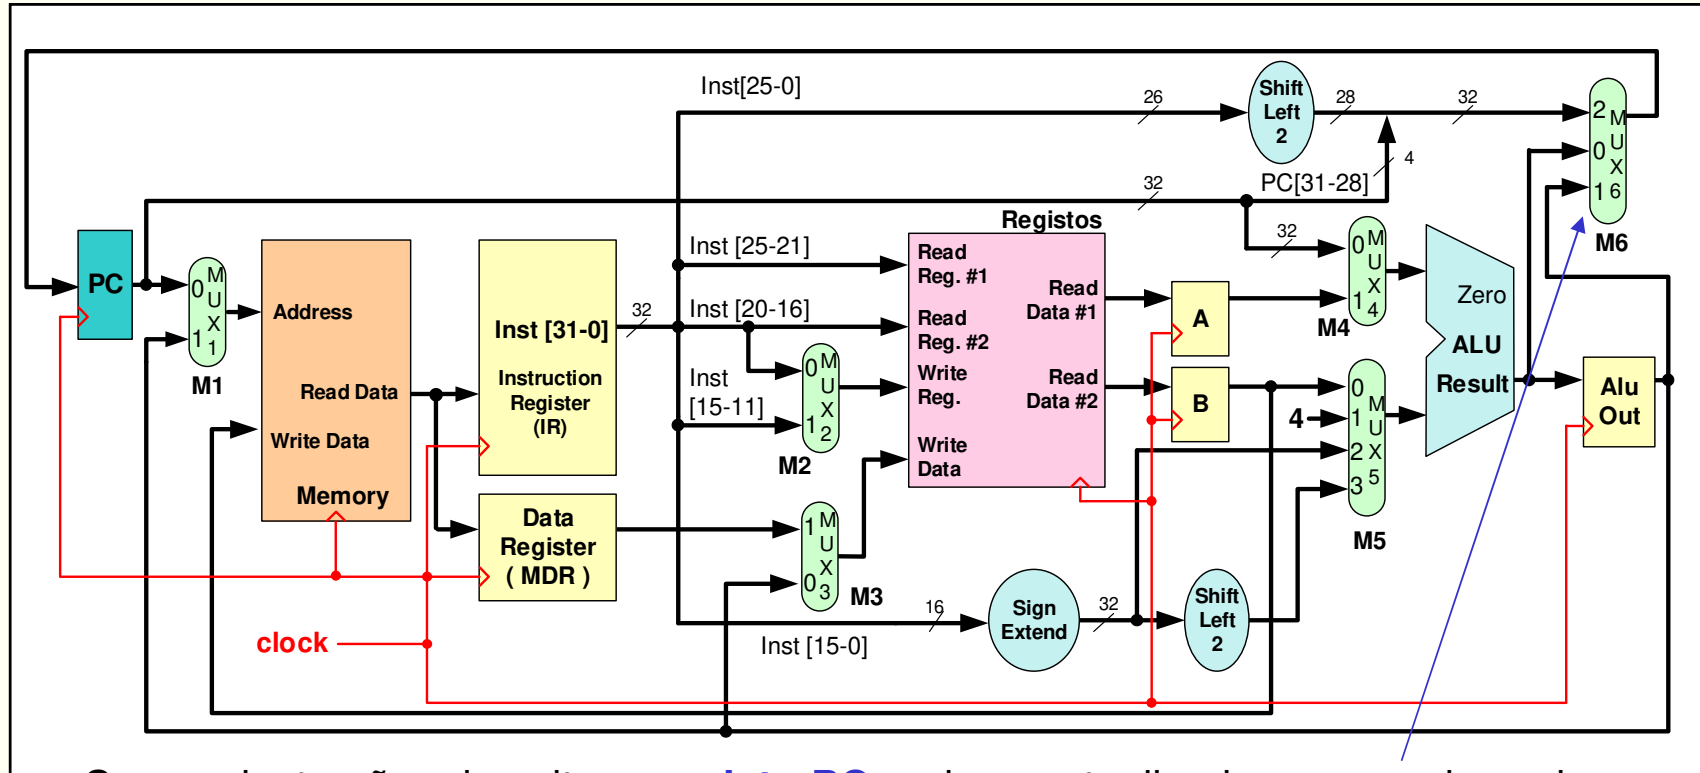 Inst[25-0]
26
Shift
Left
2
28
32
2
0
1
M
U
X
6
M6
4
PC[31-28]
32
Registos
32
0
1
M
U
X
4
M4
PC
0
1
M
U
X
1
M1
Address
Read Data
Write Data
Memory
Inst [31-0]
Instruction
Register
(IR)
32
Data
Register
( MDR )
Inst [25-21]
Inst [20-16]
Inst
[15-11]
0
1
M
U
X
2
M2
1
0
M
U
X
3
M3
Read
Reg. #1
Read
Reg. #2
Write
Reg.
Write
Data
Read
Data #1
Read
Data #2
A
B
4
0
1
2
3
M
U
X
5
M5
Zero
ALU
Result
Alu
Out
16
Inst [15-0]
Sign
Extend
32
Shift
Left
2
clock